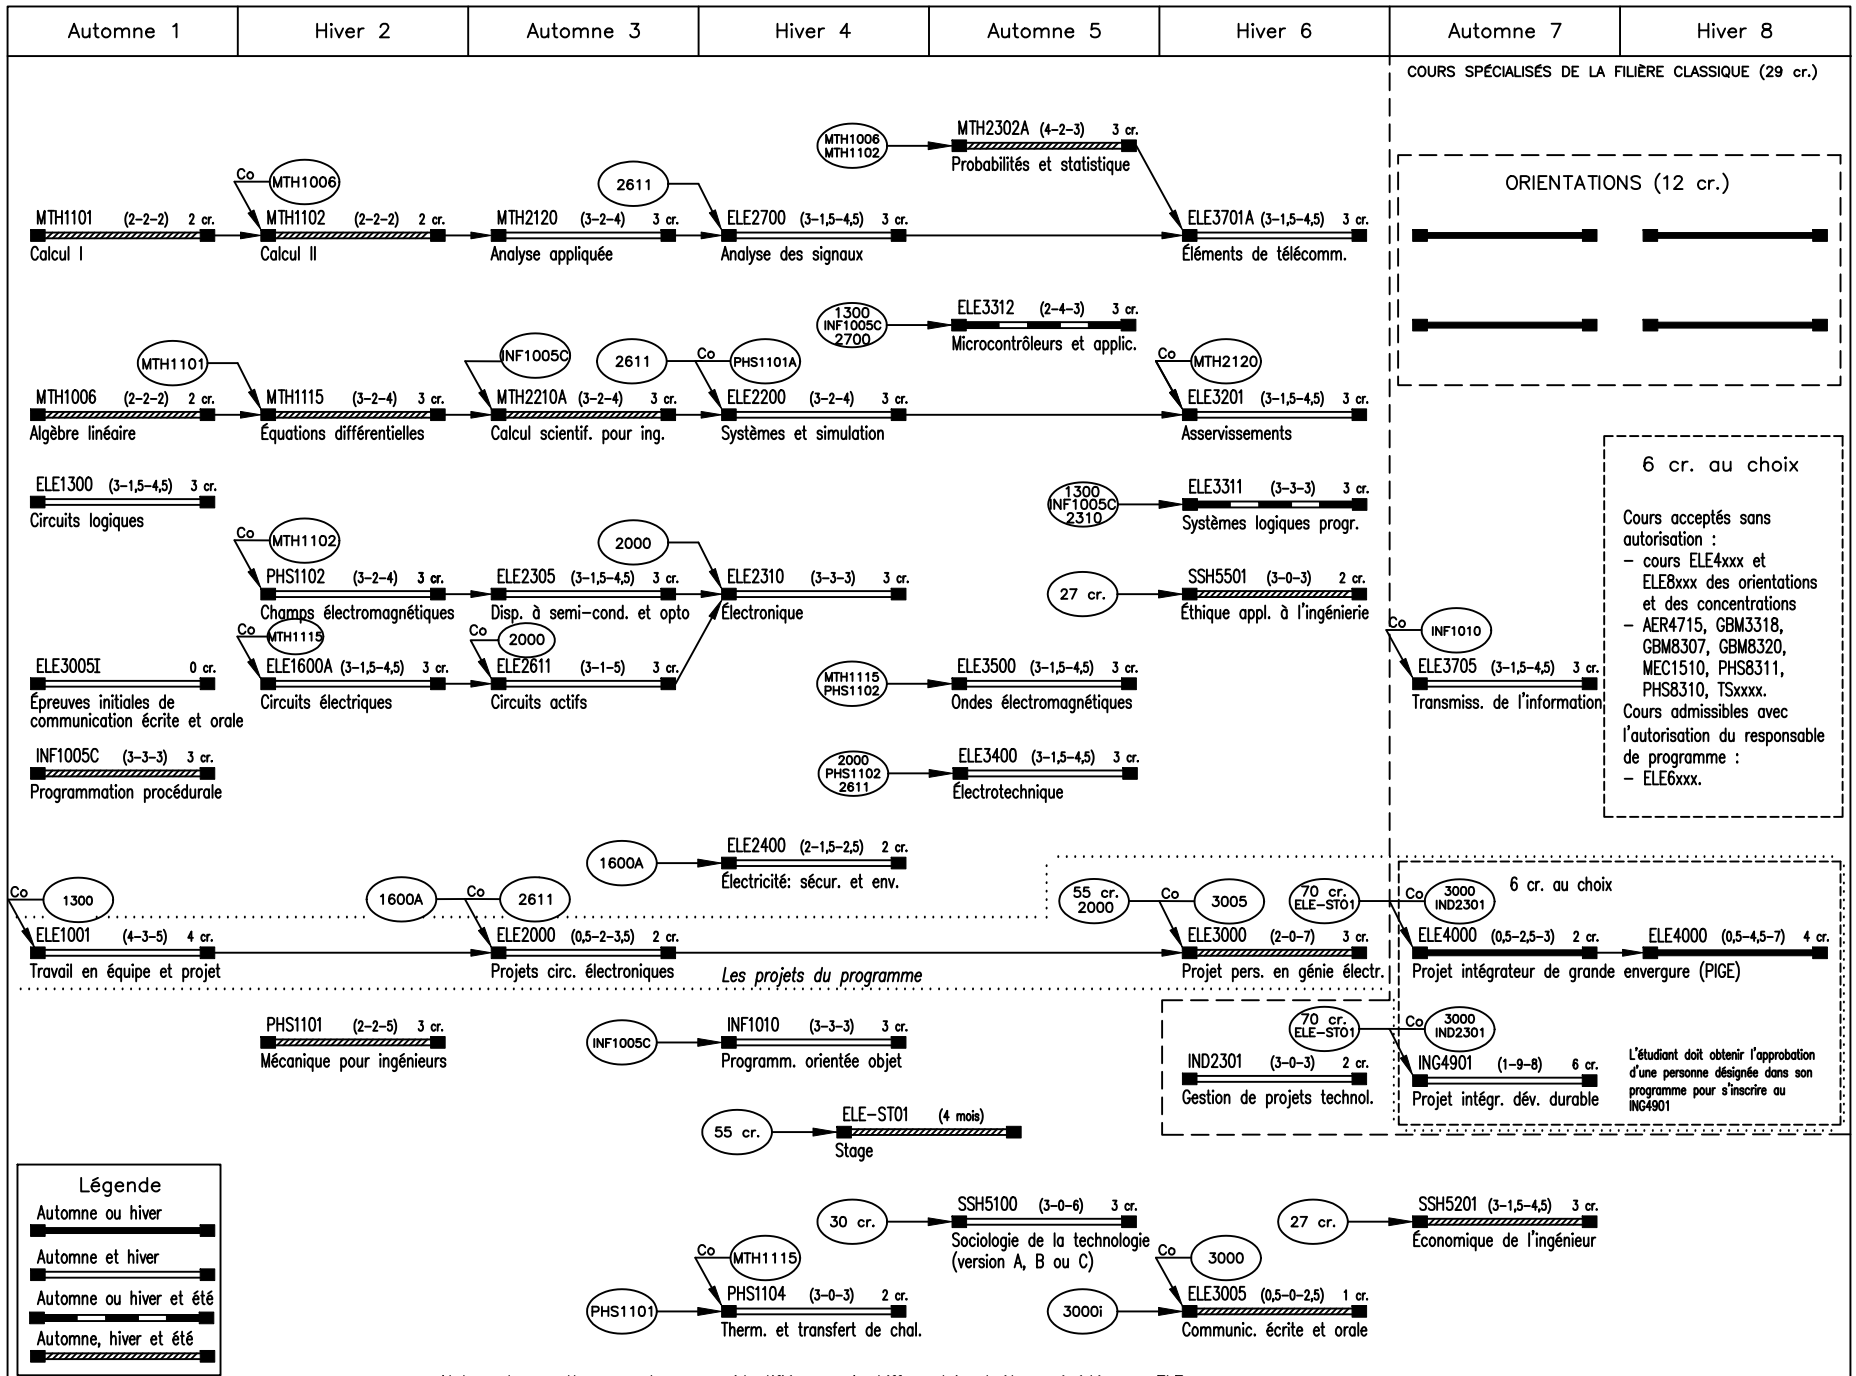 Automne 1
Hiver 2
Automne 3
Hiver 4
Automne 5
Hiver 6
Automne 7
Hiver 8
COURS SPÉCIALISÉS DE LA FILIÈRE CLASSIQUE (29 cr.)
MTH1006
MTH1102
MTH2302A (4-2-3) 3 cr.
Probabilités et statistique
ORIENTATIONS (12 cr.)
Co
MTH1006
2611
MTH1101 (2-2-2) 2 cr.
Calcul I
MTH1102 (2-2-2) 2 cr.
Calcul II
MTH2120 (3-2-4) 3 cr.
Analyse appliquée
ELE2700 (3-1,5-4,5) 3 cr.
Analyse des signaux
ELE3701A (3-1,5-4,5) 3 cr.
Éléments de télécomm.
1300
INF1005C
2700
ELE3312 (2-4-3) 3 cr.
Microcontrôleurs et applic.
MTH1101
INF1005C
2611
Co
PHS1101A
Co
MTH2120
MTH1006 (2-2-2) 2 cr.
Algèbre linéaire
MTH1115 (3-2-4) 3 cr.
Équations différentielles
MTH2210A (3-2-4) 3 cr.
Calcul scientif. pour ing.
ELE2200 (3-2-4) 3 cr.
Systèmes et simulation
ELE3201 (3-1,5-4,5) 3 cr.
Asservissements
ELE1300 (3-1,5-4,5) 3 cr.
Circuits logiques
1300
INF1005C
2310
ELE3311 (3-3-3) 3 cr.
Systèmes logiques progr.
6 cr. au choix
Cours acceptés sans
autorisation :
- cours ELE4xxx et
ELE8xxx des orientations
et des concentrations
- AER4715, GBM3318,
GBM8307, GBM8320,
MEC1510, PHS8311,
PHS8310, TSxxxx.
Cours admissibles avec
l'autorisation du responsable
de programme :
- ELE6xxx.
Co
MTH1102
2000
PHS1102 (3-2-4) 3 cr.
Champs électromagnétiques
ELE2305 (3-1,5-4,5) 3 cr.
Disp. à semi-cond. et opto
ELE2310 (3-3-3) 3 cr.
Électronique
27 cr.
SSH5501 (3-0-3) 2 cr.
Éthique appl. à l'ingénierie
Co
MTH1115
Co
2000
Co
INF1010
ELE3005I 0 cr.
Épreuves initiales de
communication écrite et orale
ELE1600A (3-1,5-4,5) 3 cr.
Circuits électriques
ELE2611 (3-1-5) 3 cr.
Circuits actifs
MTH1115
PHS1102
ELE3500 (3-1,5-4,5) 3 cr.
Ondes électromagnétiques
ELE3705 (3-1,5-4,5) 3 cr.
Transmiss. de l'information
INF1005C (3-3-3) 3 cr.
Programmation procédurale
2000
PHS1102
2611
ELE3400 (3-1,5-4,5) 3 cr.
Électrotechnique
1600A
ELE2400 (2-1,5-2,5) 2 cr.
Électricité: sécur. et env.
Co
1300
1600A
Co
2611
55 cr.
2000
Co
3005
70 cr.
ELE-ST01
Co
3000
IND2301
6 cr. au choix
ELE1001 (4-3-5) 4 cr.
Travail en équipe et projet
ELE2000 (0,5-2-3,5) 2 cr.
Projets circ. électroniques
Les projets du programme
ELE3000 (2-0-7) 3 cr.
Projet pers. en génie électr.
ELE4000 (0,5-2,5-3) 2 cr.
ELE4000 (0,5-4,5-7) 4 cr.
Projet intégrateur de grande envergure (PIGE)
PHS1101 (2-2-5) 3 cr.
Mécanique pour ingénieurs
INF1005C
INF1010 (3-3-3) 3 cr.
Programm. orientée objet
70 cr.
ELE-ST01
Co
3000
IND2301
IND2301 (3-0-3) 2 cr.
Gestion de projets technol.
ING4901 (1-9-8) 6 cr.
Projet intégr. dév. durable
L'étudiant doit obtenir l'approbation
d'une personne désignée dans son
programme pour s'inscrire au
ING4901
55 cr.
ELE-ST01 (4 mois)
Stage
Légende
Automne ou hiver
Automne et hiver
Automne ou hiver et été
Automne, hiver et été
30 cr.
SSH5100 (3-0-6) 3 cr.
Sociologie de la technologie
(version A, B ou C)
27 cr.
SSH5201 (3-1,5-4,5) 3 cr.
Économique de l'ingénieur
Co
MTH1115
Co
3000
PHS1101
PHS1104 (3-0-3) 2 cr.
Therm. et transfert de chal.
3000i
ELE3005 (0,5-0-2,5) 1 cr.
Communic. écrite et orale